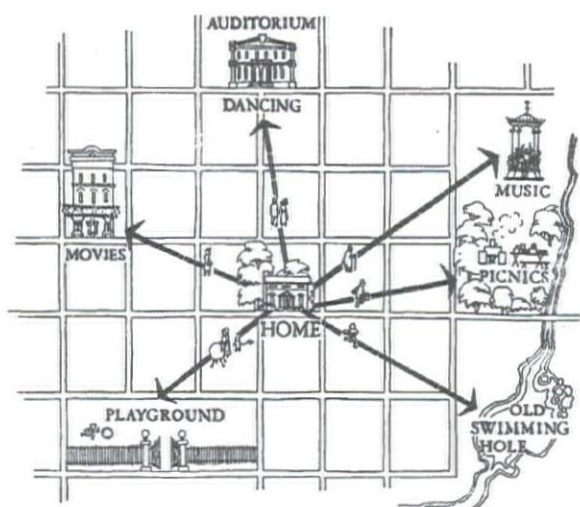 AUDITORIUM
DANCING
MUSIC
MOVIES
PICNICS
HOME
PLAYGROUND
OLD
SWIMMING
HOLE